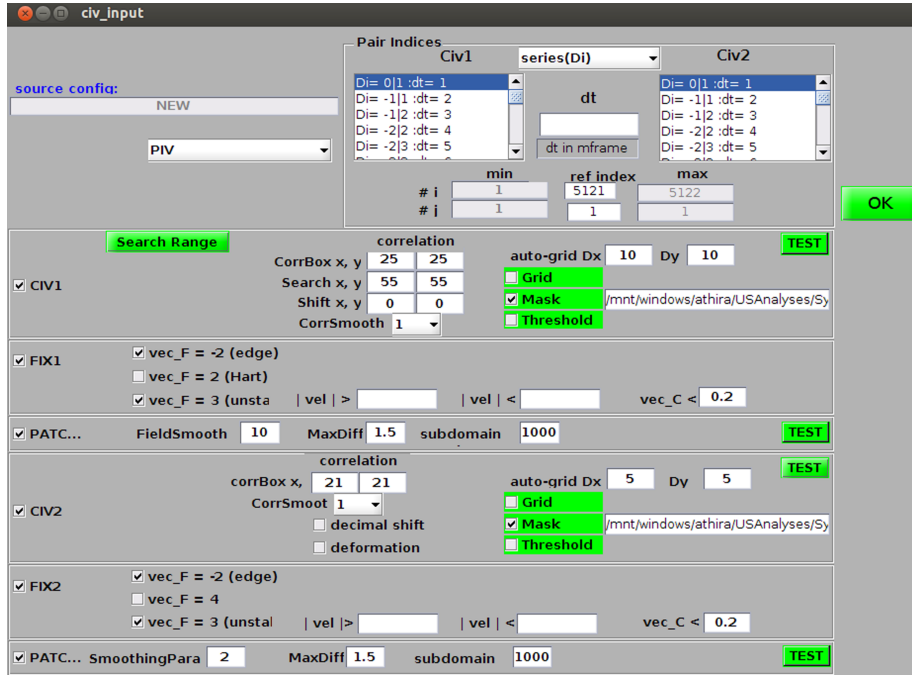 civ_input
Pair Indices
Civ1 series(Di) Civ2
source config:
NEW
PIV
Di= 0|1 :dt= 1
Di= -1|1 :dt= 2
Di= -1|2 :dt= 3
Di= -2|2 :dt= 4
Di= -2|3 :dt= 5
dt
dt in mframe
Di= 0|1 :dt= 1
Di= -1|1 :dt= 2
Di= -1|2 :dt= 3
Di= -2|2 :dt= 4
Di= -2|3 :dt= 5
min ref index max
# i 1 5121 5122
# j 1 1 1
OK
Search Range correlation TEST
CorrBox x, y 25 25 auto-grid Dx 10 Dy 10
CIV1 Search x, y 55 55 Grid
Shift x, y 0 0 Mask /mnt/windows/athira/USAnalyses/Sy
CorrSmooth 1 Threshold
vec_F = -2 (edge)
FIX1
vec_F = 2 (Hart)
vec_F = 3 (unsta | vel | > | vel | < vec_C < 0.2
PATC... FieldSmooth 10 MaxDiff 1.5 subdomain 1000 TEST
correlation TEST
corrBox x, 21 21 auto-grid Dx 5 Dy 5
CorrSmoot 1 Grid
CIV2
decimal shift Mask /mnt/windows/athira/USAnalyses/Sy
deformation Threshold
vec_F = -2 (edge)
FIX2
vec_F = 4
vec_F = 3 (unstal | vel |> | vel | < vec_C < 0.2
PATC... SmoothingPara 2 MaxDiff 1.5 subdomain 1000 TEST